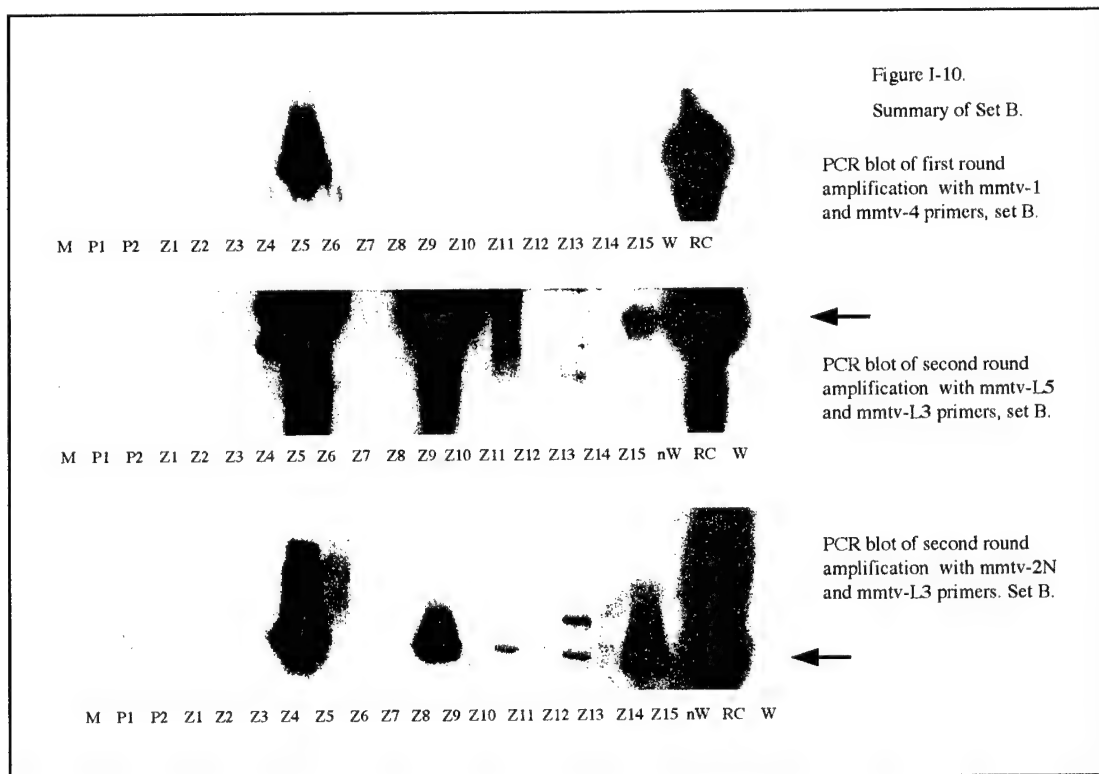 Figure I-10.
Summary of Set B.
PCR blot of first round
amplification with mmtv-1
and mmtv-4 primers, set B.
M P1 P2 Z1 Z2 Z3 Z4 Z5 Z6 Z7 Z8 Z9 Z10 Z11 Z12 Z13 Z14 Z15 W RC
PCR blot of second round
amplification with mmtv-L5
and mmtv-L3 primers, set B.
M P1 P2 Z1 Z2 Z3 Z4 Z5 Z6 Z7 Z8 Z9 Z10 Z11 Z12 Z13 Z14 Z15 nW RC W
PCR blot of second round
amplification with mmtv-2N
and mmtv-L3 primers. Set B.
M P1 P2 Z1 Z2 Z3 Z4 Z5 Z6 Z7 Z8 Z9 Z10 Z11 Z12 Z13 Z14 Z15 nW RC W